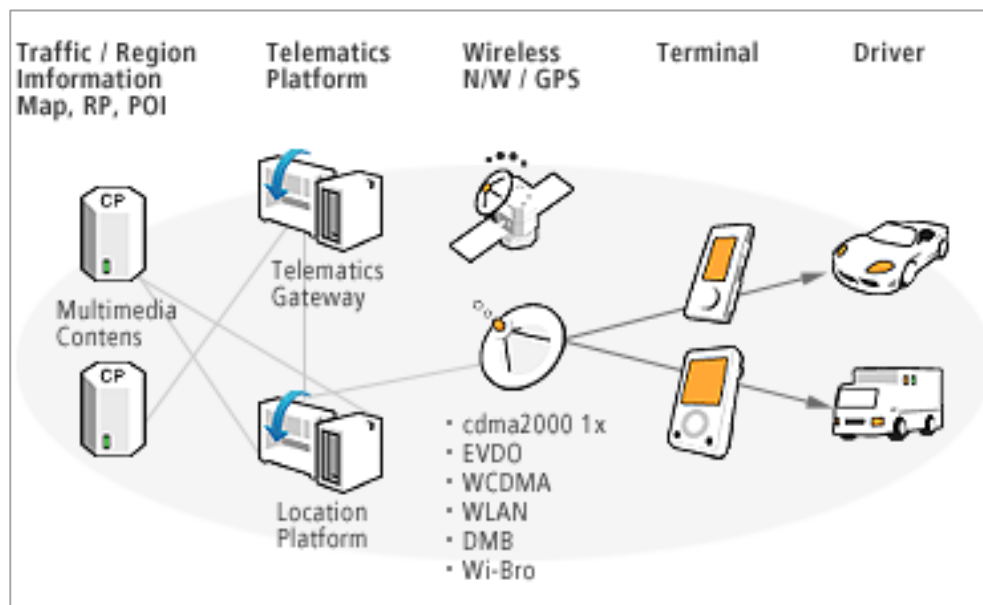 Traffic / Region
Imformation
Map, RP, POI
Telematics
Platform
Wireless
N/W / GPS
Terminal
Driver
CP
Multimedia
Contens
CP
Telematics
Gateway
Location
Platform
· cdma2000 1x
· EVDO
· WCDMA
· WLAN
· DMB
· Wi-Bro